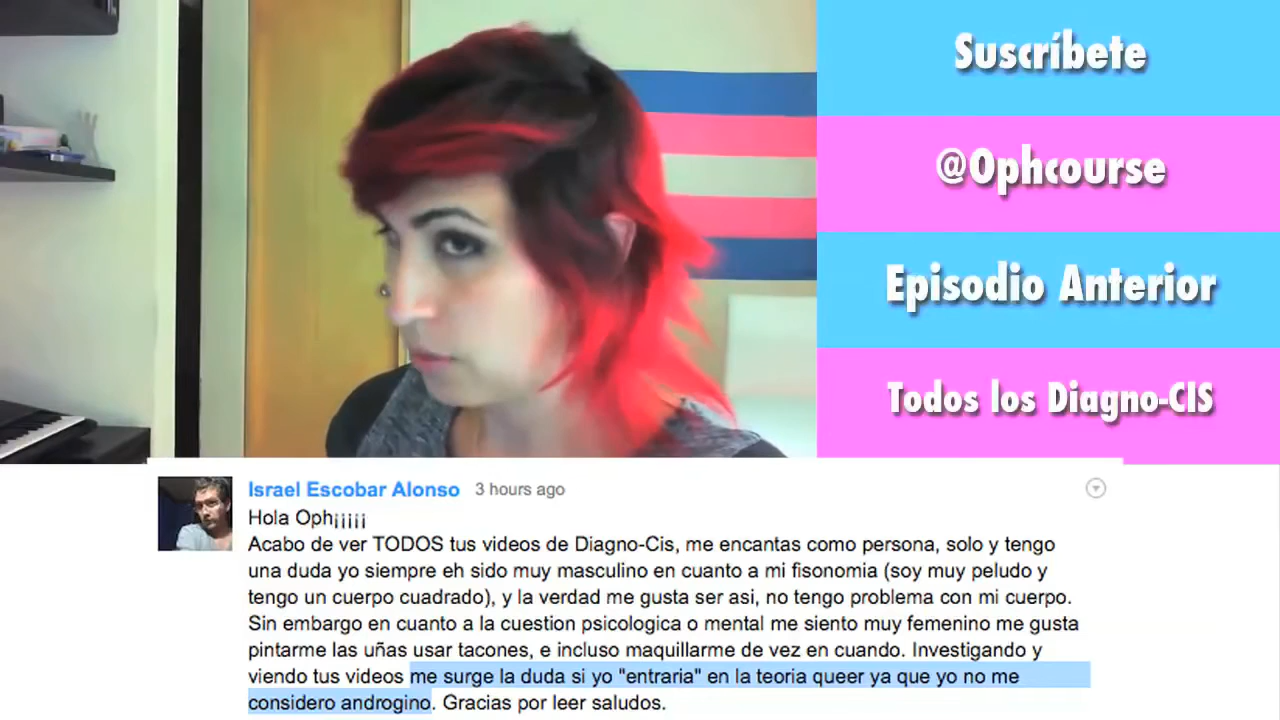 Suscríbete
@Ophcourse
Episodio Anterior
Todos los Diagno-CIS
Israel Escobar Alonso 3 hours ago
Hola Oph¡¡¡¡¡
Acabo de ver TODOS tus videos de Diagno-Cis, me encantas como persona, solo y tengo
una duda yo siempre eh sido muy masculino en cuanto a mi fisonomia (soy muy peludo y
tengo un cuerpo cuadrado), y la verdad me gusta ser asi, no tengo problema con mi cuerpo.
Sin embargo en cuanto a la cuestion psicologica o mental me siento muy femenino me gusta
pintarme las uñas usar tacones, e incluso maquillarme de vez en cuando. Investigando y
viendo tus videos me surge la duda si yo "entraria" en la teoria queer ya que yo no me
considero androgino. Gracias por leer saludos.